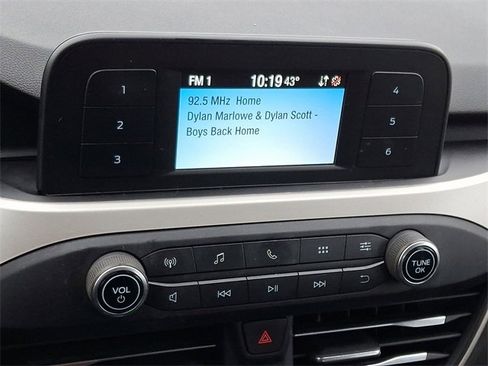 FM 1 10:19 43°
92.5 MHz Home
Dylan Marlowe & Dylan Scott -
Boys Back Home
1
2
3
4
5
6
VOL
TUNE
OK